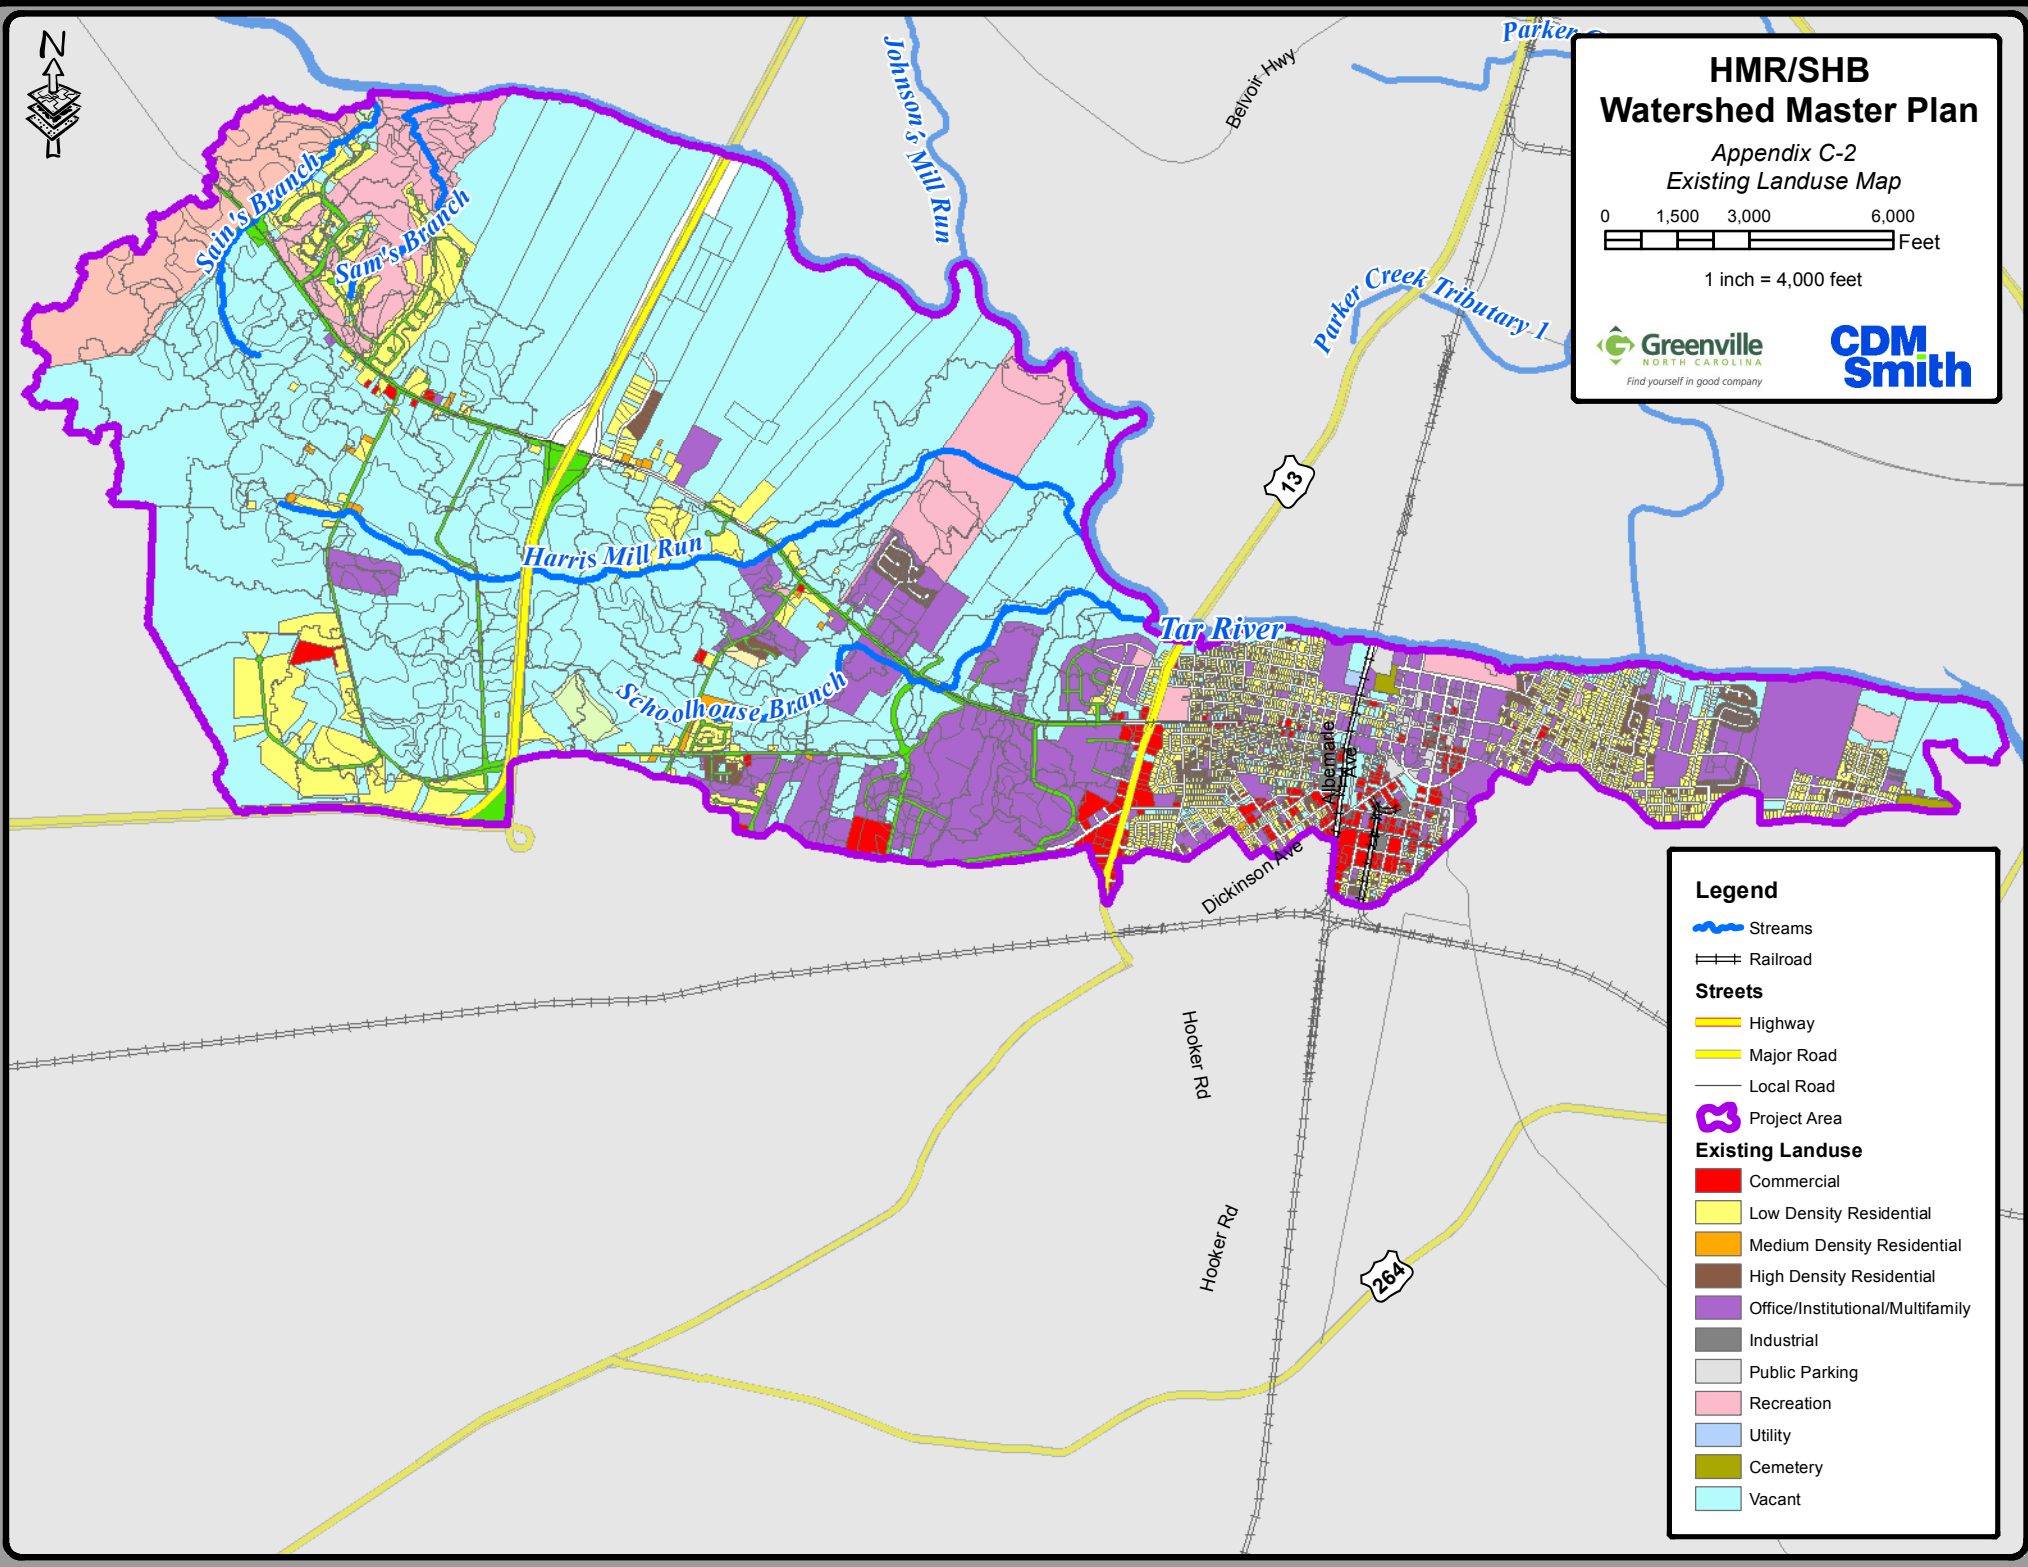 N
HMR/SHB
Watershed Master Plan
Appendix C-2
Existing Landuse Map
0 1,500 3,000 6,000
Feet
1 inch = 4,000 feet
Greenville
NORTH CAROLINA
Find yourself in good company
CDM
Smith
Parker
Johnson's Mill Run
Belvoir Hwy
Sain's Branch
Sam's Branch
Parker Creek Tributary 1
13
Harris Mill Run
Tar River
Schoolhouse Branch
Albemarle
Ave
Dickinson Ave
Hooker Rd
Hooker Rd
264
Legend
Streams
Railroad
Streets
Highway
Major Road
Local Road
Project Area
Existing Landuse
Commercial
Low Density Residential
Medium Density Residential
High Density Residential
Office/Institutional/Multifamily
Industrial
Public Parking
Recreation
Utility
Cemetery
Vacant